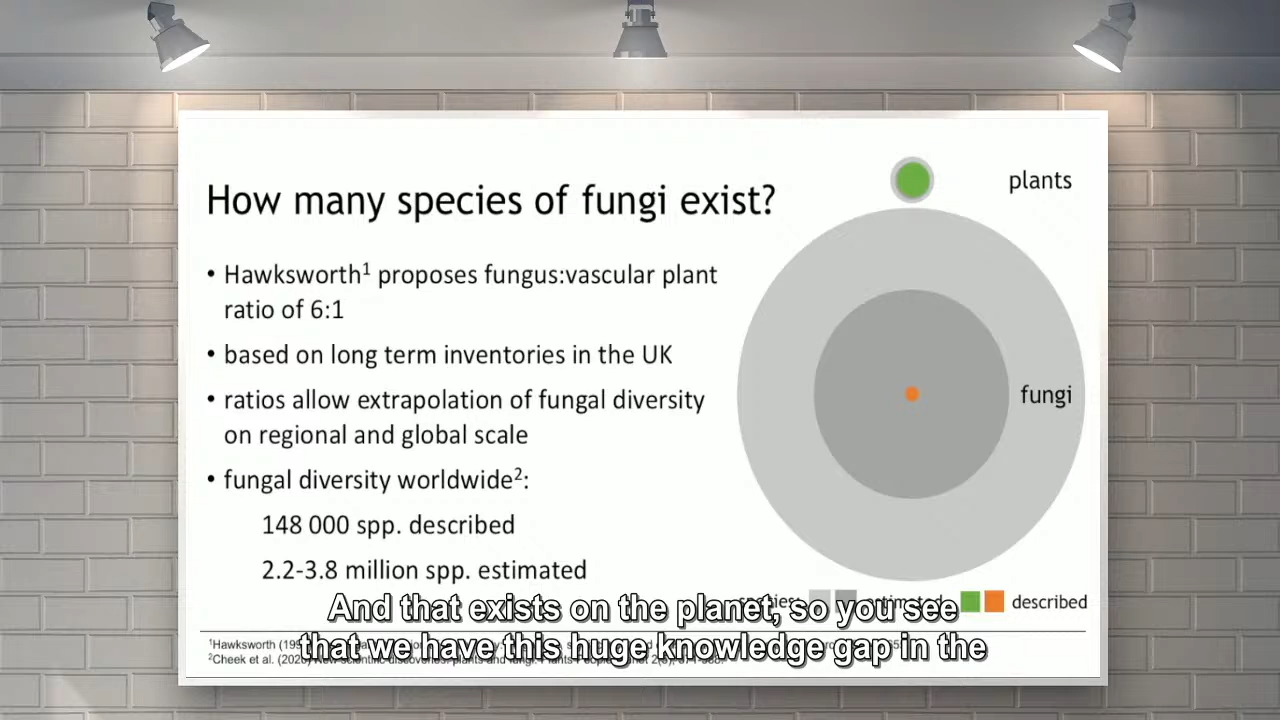 How many species of fungi exist?
• Hawksworth¹ proposes fungus:vascular plant
ratio of 6:1
• based on long term inventories in the UK
• ratios allow extrapolation of fungal diversity
on regional and global scale
• fungal diversity worldwide²:
148 000 spp. described
2.2-3.8 million spp. estimated
plants
fungi
species: estimated described
¹Hawksworth
²Cheek et al.
And that exists on the planet, so you see
that we have this huge knowledge gap in the